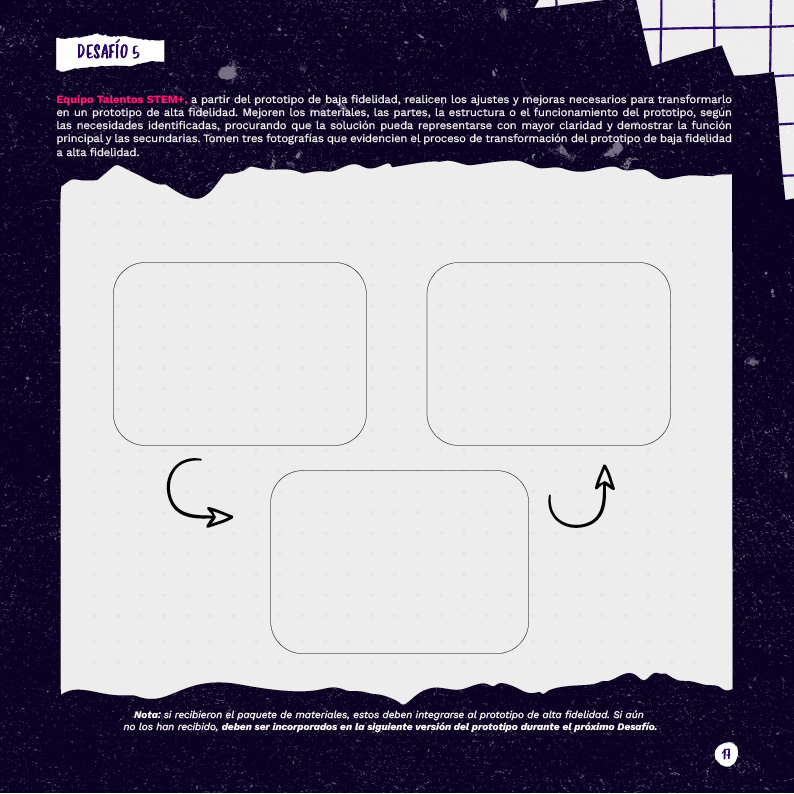 DESAFÍO 5
Equipo Talentos STEM+, a partir del prototipo de baja fidelidad, realicen los ajustes y mejoras necesarios para transformarlo
en un prototipo de alta fidelidad. Mejoren los materiales, las partes, la estructura o el funcionamiento del prototipo, según
las necesidades identificadas, procurando que la solución pueda representarse con mayor claridad y demostrar la función
principal y las secundarias. Tomen tres fotografías que evidencien el proceso de transformación del prototipo de baja fidelidad
a alta fidelidad.
Nota: si recibieron el paquete de materiales, estos deben integrarse al prototipo de alta fidelidad. Si aún
no los han recibido, deben ser incorporados en la siguiente versión del prototipo durante el próximo Desafío.
17